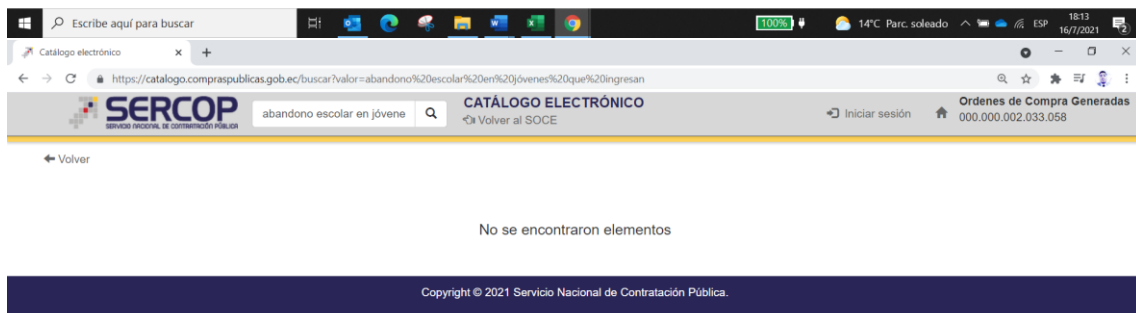 Escribe aquí para buscar
100%
14°C Parc. soleado
ESP
18:13
16/7/2021
2
Catálogo electrónico
https://catalogo.compraspublicas.gob.ec/buscar?valor=abandono%20escolar%20en%20jóvenes%20que%20ingresan
SERCOP
SERVICIO NACIONAL DE CONTRATACIÓN PÚBLICA
abandono escolar en jóvene
CATÁLOGO ELECTRÓNICO
Volver al SOCE
Iniciar sesión
Ordenes de Compra Generadas
000.000.002.033.058
Volver
No se encontraron elementos
Copyright © 2021 Servicio Nacional de Contratación Pública.